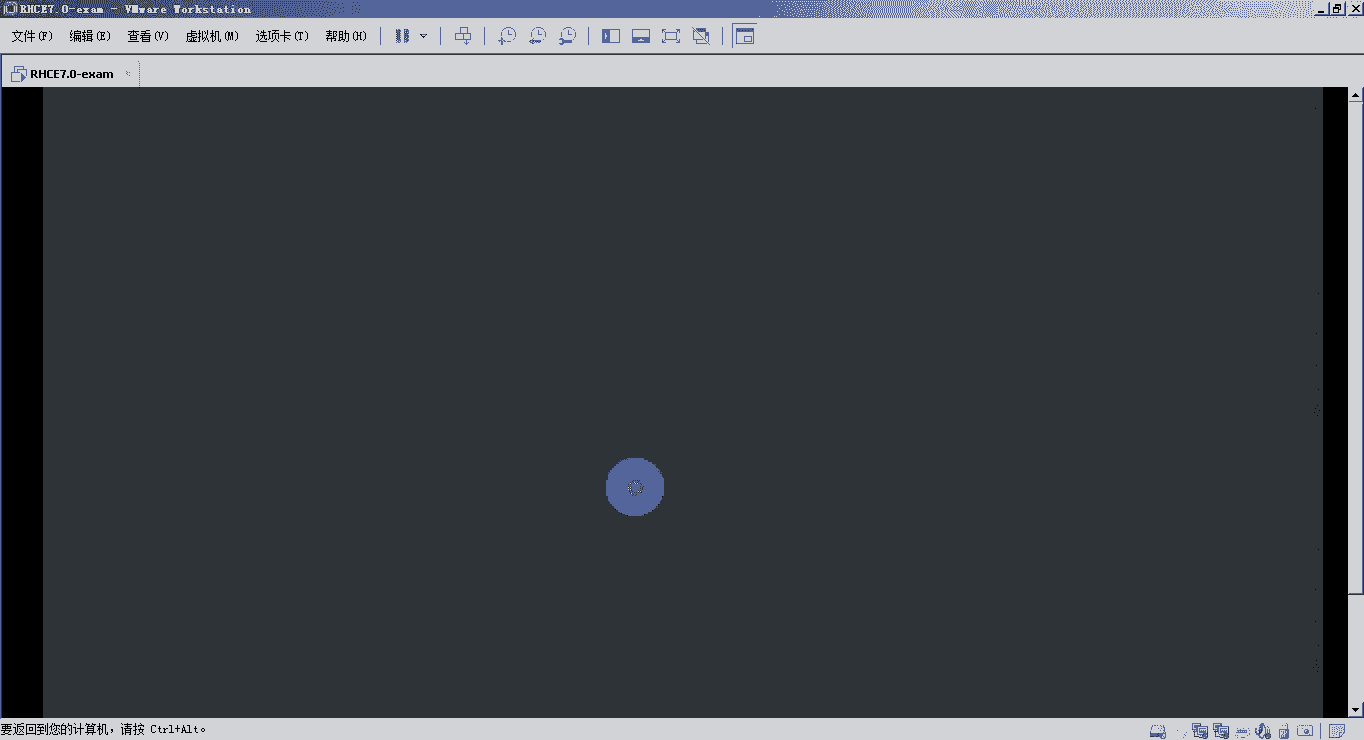 RHCE7.0-exam - VMware Workstation
文件(F) 编辑(E) 查看(V) 虚拟机(M) 选项卡(T) 帮助(H)
RHCE7.0-exam
要返回到您的计算机，请按 Ctrl+Alt。